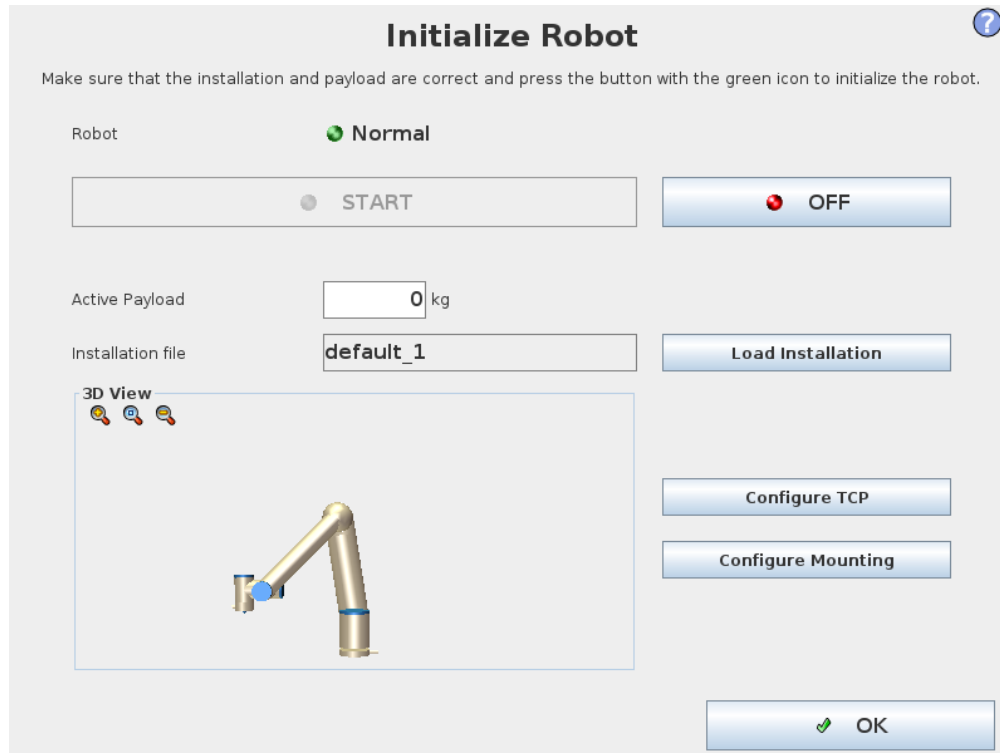 Initialize Robot
?
Make sure that the installation and payload are correct and press the button with the green icon to initialize the robot.
Robot
Normal
START
OFF
Active Payload
0 kg
Installation file
default_1
Load Installation
3D View
Configure TCP
Configure Mounting
OK